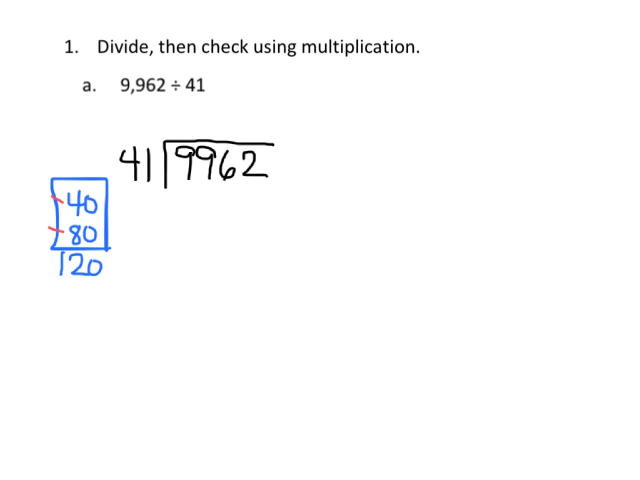 1. Divide, then check using multiplication.
a. 9,962 ÷ 41
41 9962
40
80
120